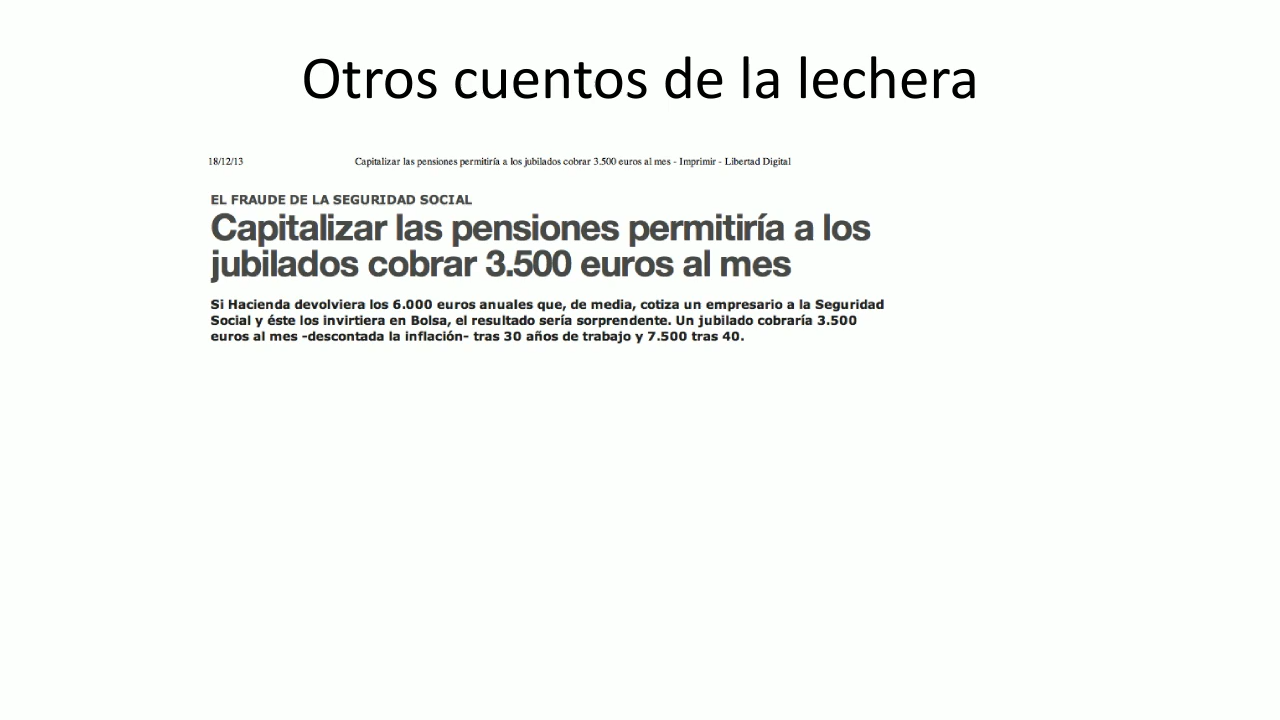 Otros cuentos de la lechera
18/12/13 Capitalizar las pensiones permitiría a los jubilados cobrar 3.500 euros al mes - Imprimir - Libertad Digital
EL FRAUDE DE LA SEGURIDAD SOCIAL
Capitalizar las pensiones permitiría a los
jubilados cobrar 3.500 euros al mes
Si Hacienda devolviera los 6.000 euros anuales que, de media, cotiza un empresario a la Seguridad
Social y éste los invirtiera en Bolsa, el resultado sería sorprendente. Un jubilado cobraría 3.500
euros al mes -descontada la inflación- tras 30 años de trabajo y 7.500 tras 40.